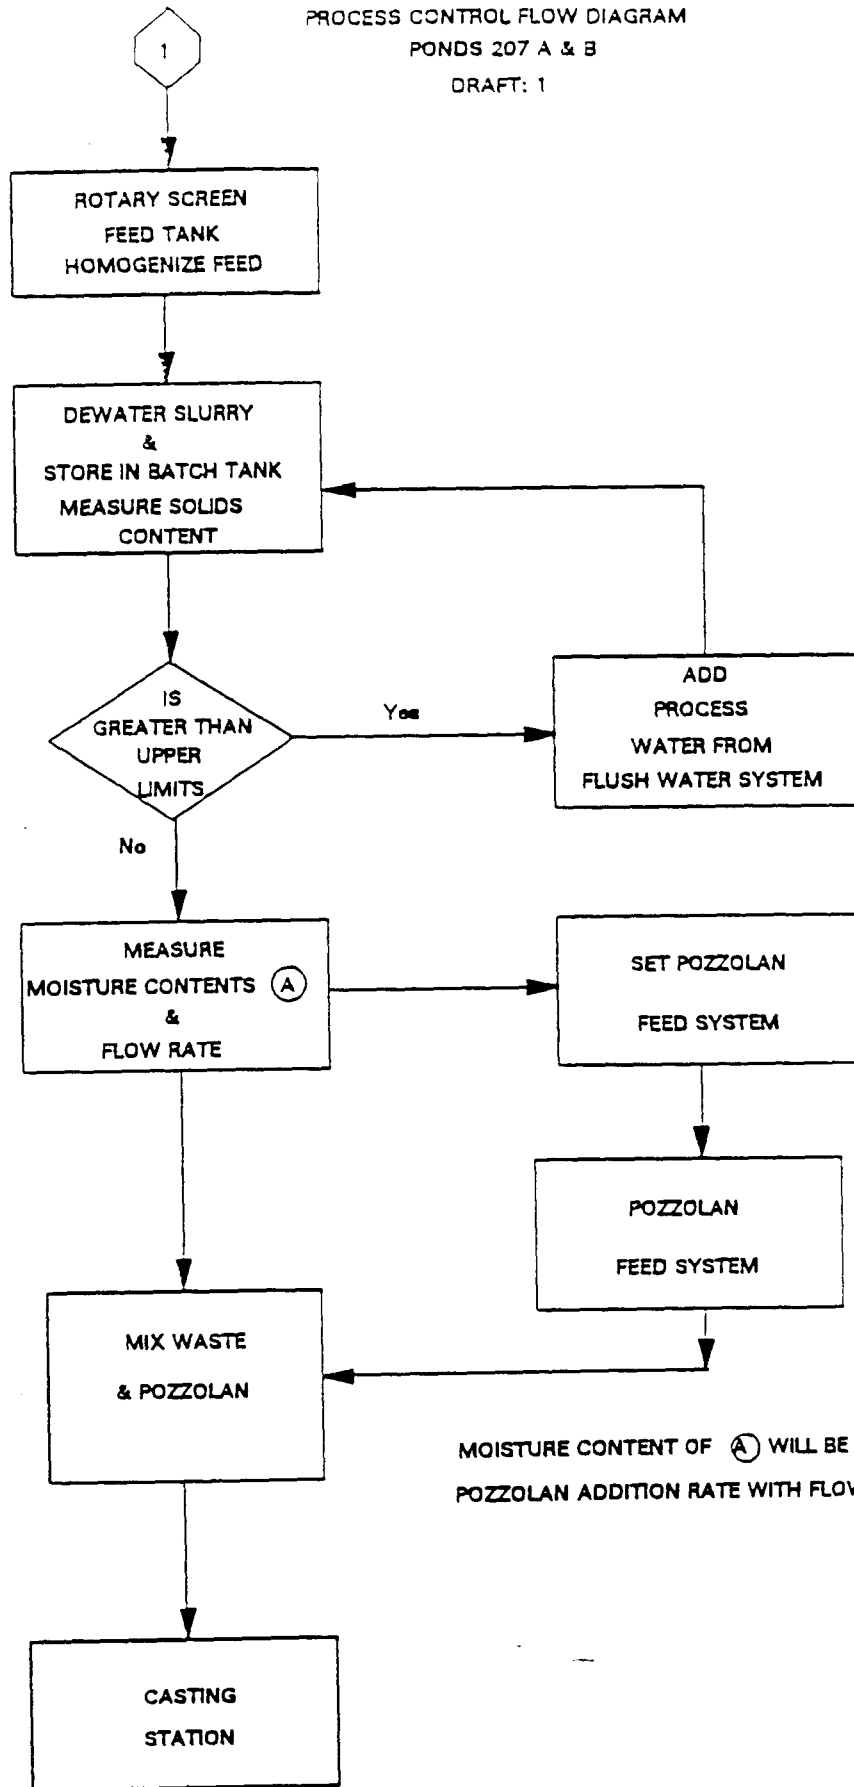 PROCESS CONTROL FLOW DIAGRAM
PONDS 207 A & B
DRAFT: 1
1
ROTARY SCREEN
FEED TANK
HOMOGENIZE FEED
DEWATER SLURRY
&
STORE IN BATCH TANK
MEASURE SOLIDS
CONTENT
IS
GREATER THAN
UPPER
LIMITS
Yes
ADD
PROCESS
WATER FROM
FLUSH WATER SYSTEM
No
MEASURE
MOISTURE CONTENTS A
&
FLOW RATE
SET POZZOLAN
FEED SYSTEM
POZZOLAN
FEED SYSTEM
MIX WASTE
& POZZOLAN
MOISTURE CONTENT OF A WILL BE
POZZOLAN ADDITION RATE WITH FLOW
CASTING
STATION